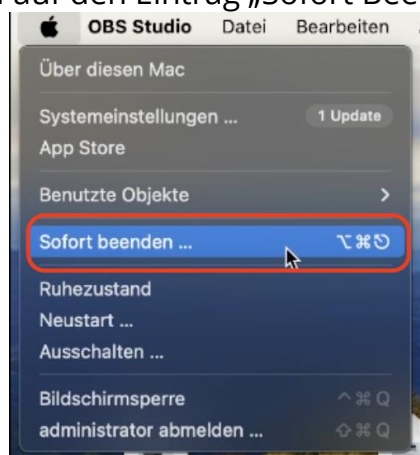 auf den Eintrag „Sofort Bee
OBS Studio Datei Bearbeiten
Über diesen Mac
Systemeinstellungen ... 1 Update
App Store
Benutzte Objekte >
Sofort beenden ... ⌥⌘⎋
Ruhezustand
Neustart ...
Ausschalten ...
Bildschirmsperre ^⌘Q
administrator abmelden ... ⇧⌘Q